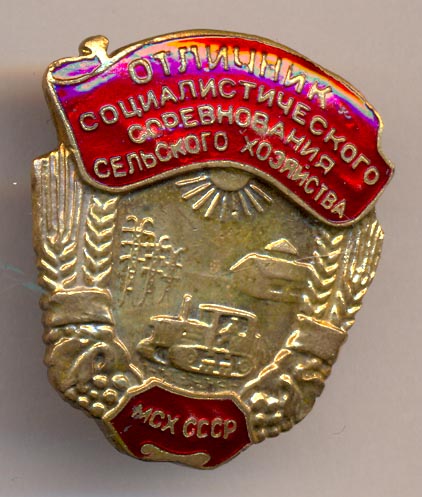 ОТЛИЧНИК
СОЦИАЛИСТИЧЕСКОГО
СОРЕВНОВАНИЯ
СЕЛЬСКОГО ХОЗЯЙСТВА
МСХ СССР